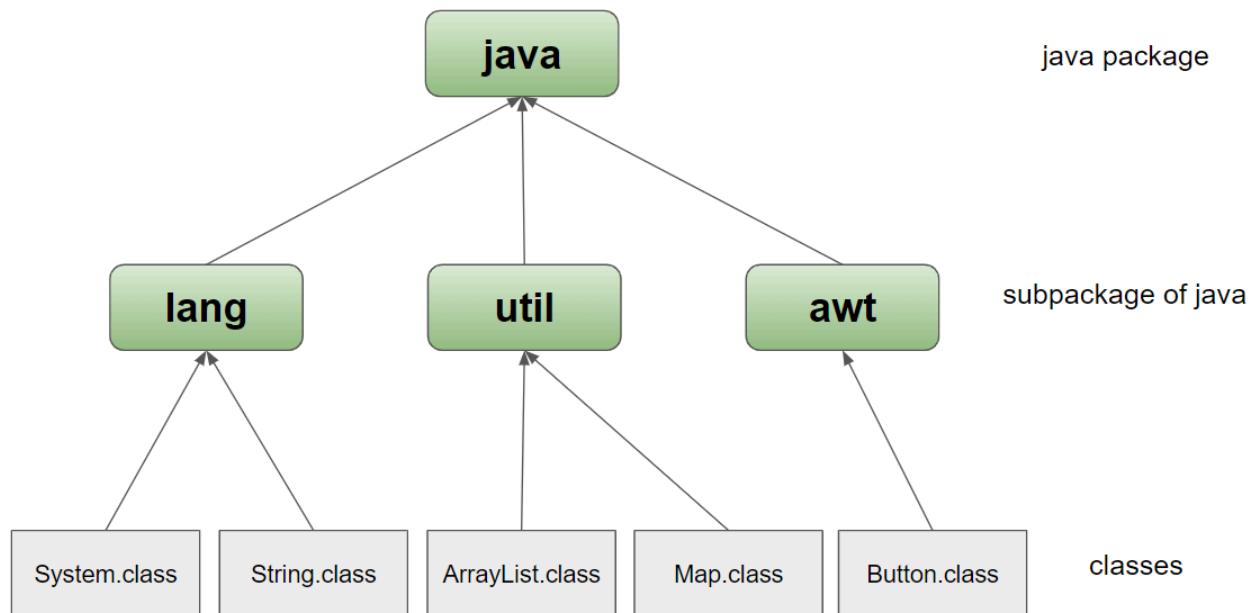 java
java package
lang
util
awt
subpackage of java
System.class
String.class
ArrayList.class
Map.class
Button.class
classes